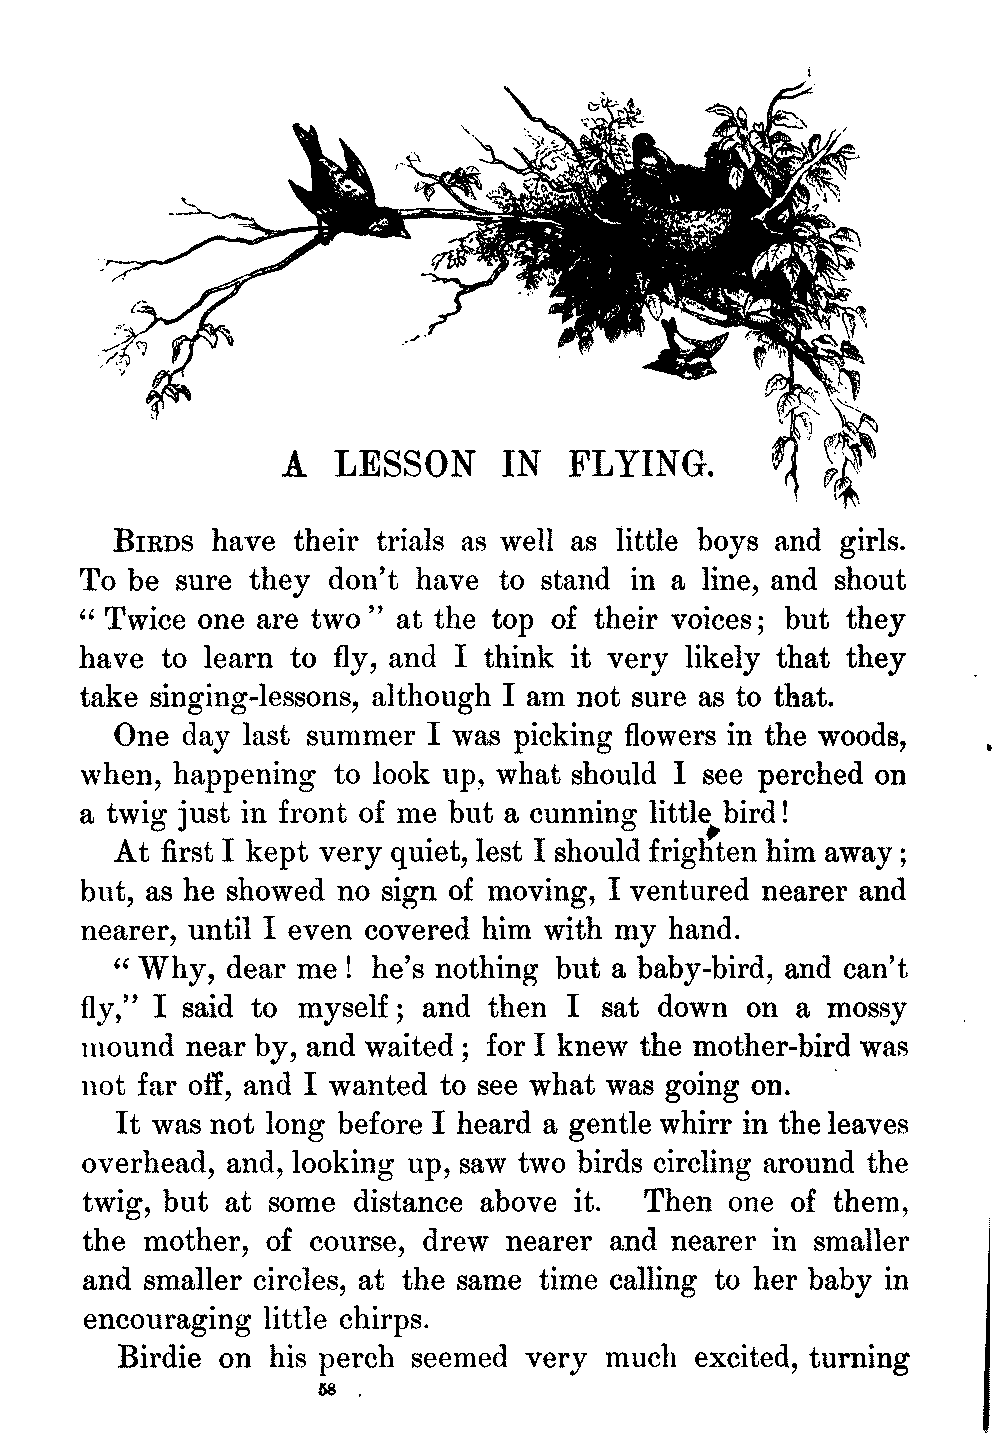 A LESSON IN FLYING.
BIRDS have their trials as well as little boys and girls.
To be sure they don't have to stand in a line, and shout
“ Twice one are two ” at the top of their voices; but they
have to learn to fly, and I think it very likely that they
take singing-lessons, although I am not sure as to that.
One day last summer I was picking flowers in the woods,
when, happening to look up, what should I see perched on
a twig just in front of me but a cunning little bird!
At first I kept very quiet, lest I should frighten him away;
but, as he showed no sign of moving, I ventured nearer and
nearer, until I even covered him with my hand.
“ Why, dear me! he's nothing but a baby-bird, and can't
fly,” I said to myself; and then I sat down on a mossy
mound near by, and waited; for I knew the mother-bird was
not far off, and I wanted to see what was going on.
It was not long before I heard a gentle whirr in the leaves
overhead, and, looking up, saw two birds circling around the
twig, but at some distance above it. Then one of them,
the mother, of course, drew nearer and nearer in smaller
and smaller circles, at the same time calling to her baby in
encouraging little chirps.
Birdie on his perch seemed very much excited, turning
58